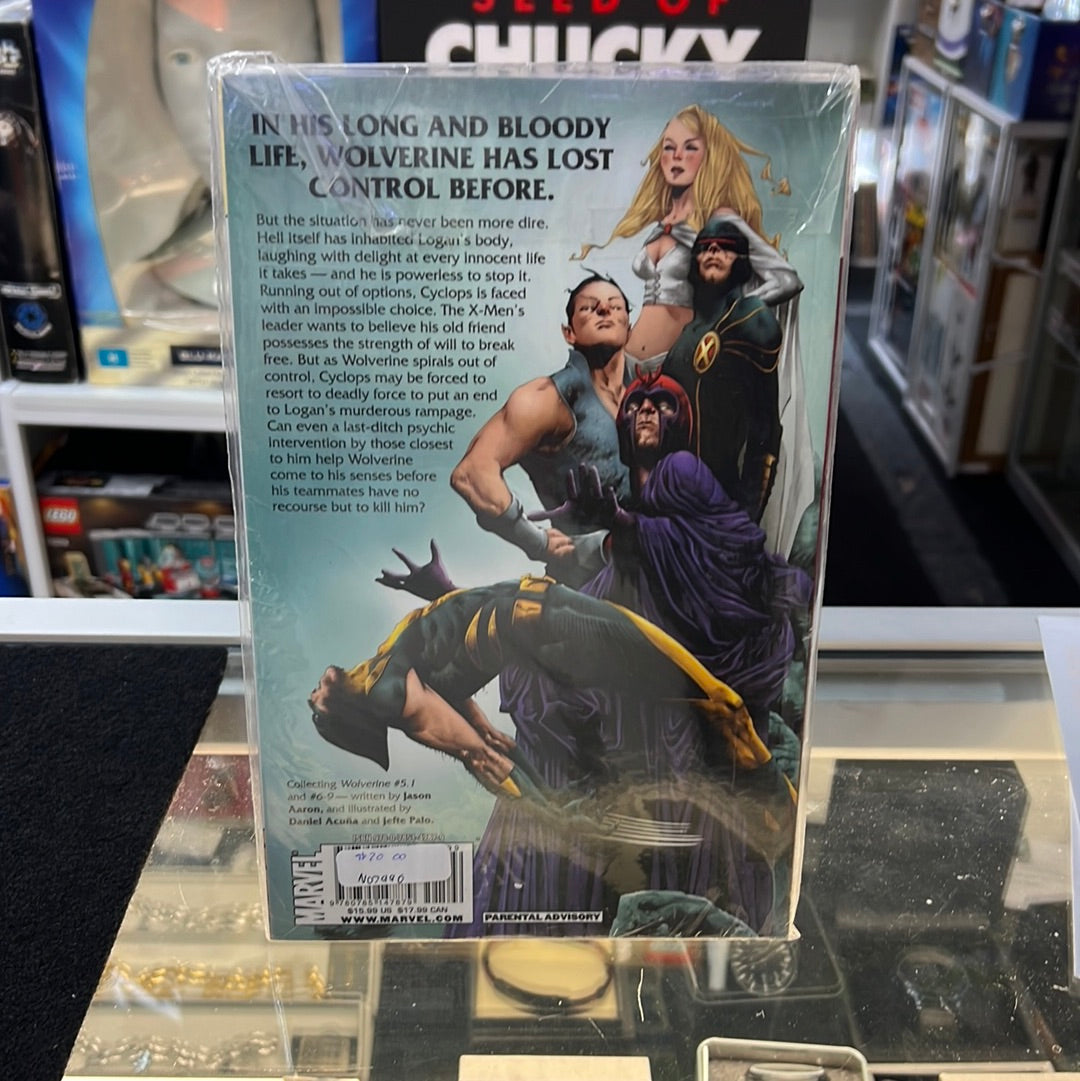 SEED OF
CHUCKY
IN HIS LONG AND BLOODY
LIFE, WOLVERINE HAS LOST
CONTROL BEFORE.
But the situation has never been more dire.
Hell itself has inhabited Logan's body,
laughing with delight at every innocent life
it takes — and he is powerless to stop it.
Running out of options, Cyclops is faced
with an impossible choice. The X-Men's
leader wants to believe his old friend
possesses the strength of will to break
free. But as Wolverine spirals out of
control, Cyclops may be forced to
resort to deadly force to put an end
to Logan's murderous rampage.
Can even a last-ditch psychic
intervention by those closest
to him help Wolverine
come to his senses before
his teammates have no
recourse but to kill him?
LEGO
X
Collecting Wolverine #5.1
and #6-9 — written by Jason
Aaron, and illustrated by
Daniel Acuña and Jefte Palo.
MARVEL
$20 00
9 780785 147879
$15.99 US $17.99 CAN
WWW.MARVEL.COM
PARENTAL ADVISORY